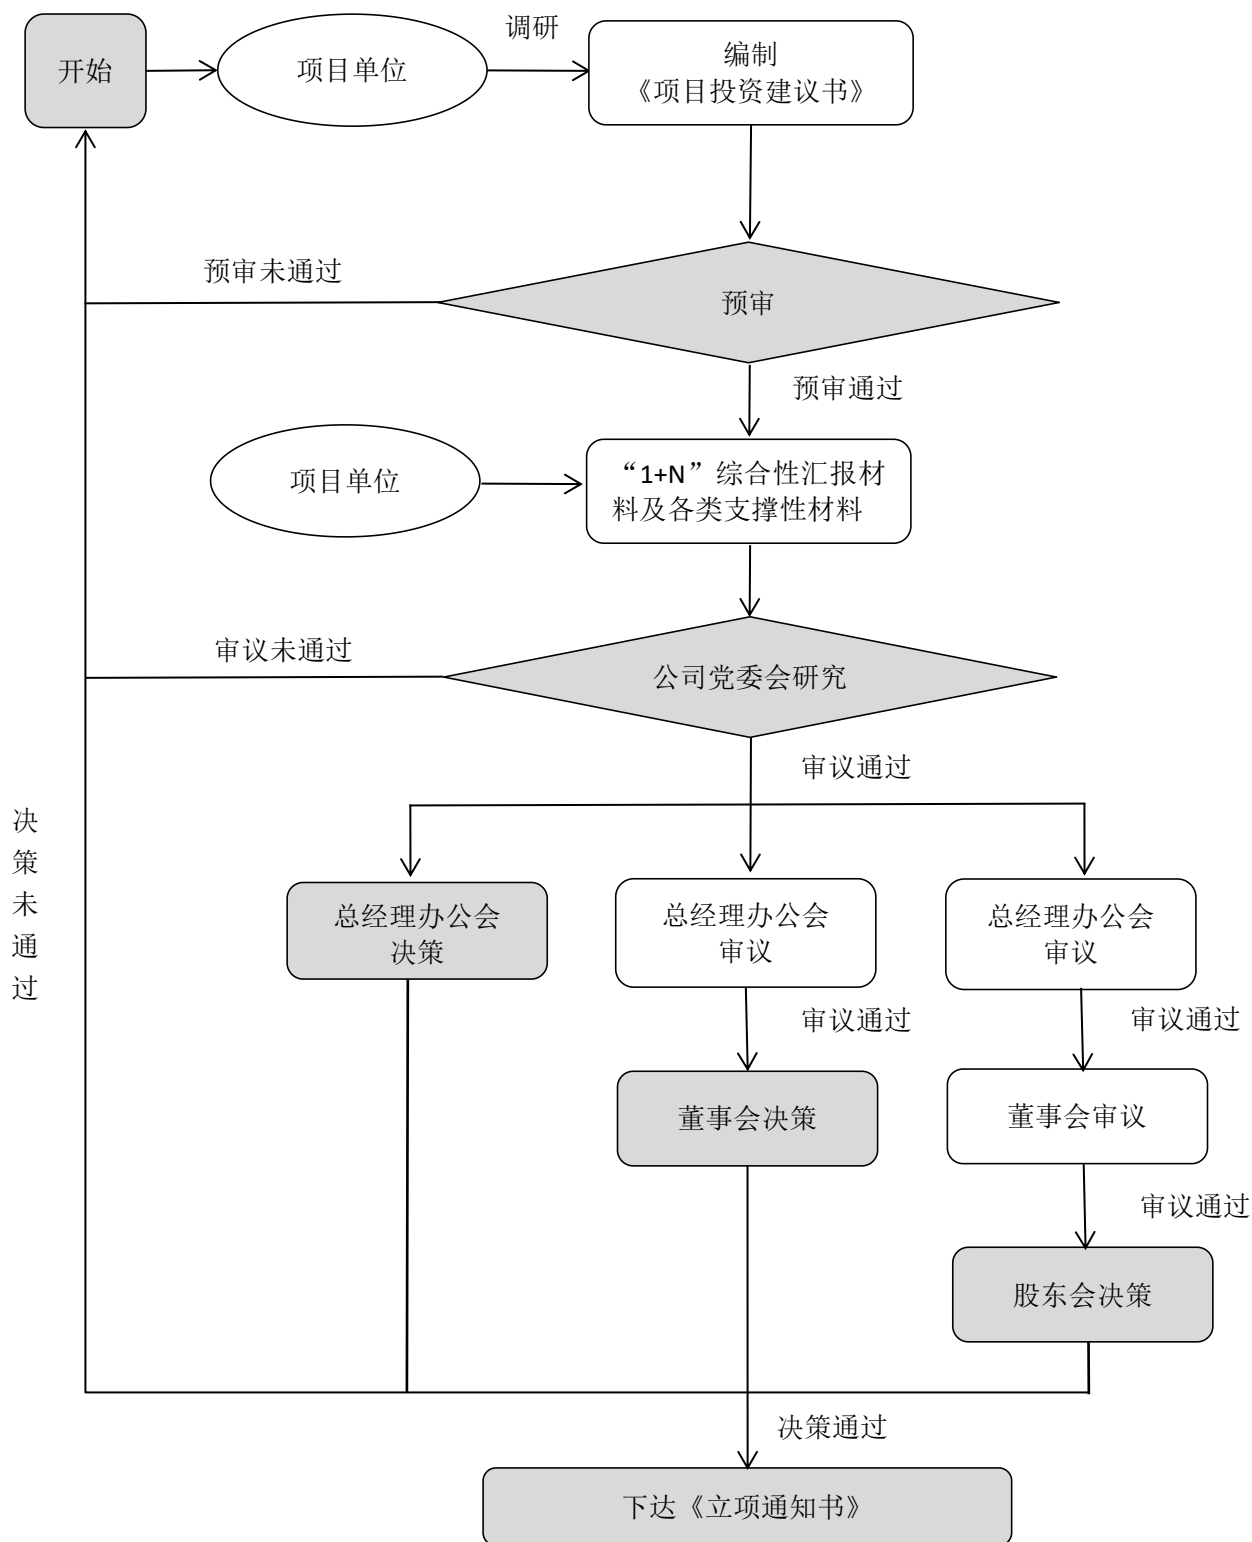 开始
项目单位
调研
编制
《项目投资建议书》
预审未通过
预审
预审通过
项目单位
“1+N”综合性汇报材
料及各类支撑性材料
审议未通过
公司党委会研究
审议通过
决
策
未
通
过
总经理办公会
决策
总经理办公会
审议
总经理办公会
审议
审议通过
审议通过
董事会决策
董事会审议
审议通过
股东会决策
决策通过
下达《立项通知书》